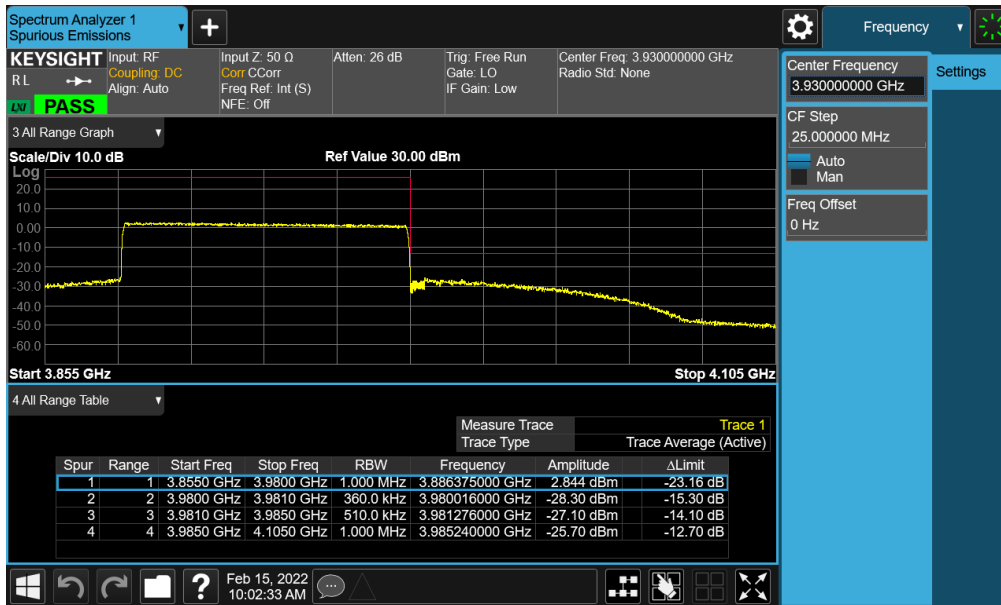 Spectrum Analyzer 1
Spurious Emissions
Frequency
KEYSIGHT
R L
LXI PASS
Input: RF
Coupling: DC
Align: Auto
Input Z: 50 Ω
Corr CCorr
Freq Ref: Int (S)
NFE: Off
Atten: 26 dB
Trig: Free Run
Gate: LO
IF Gain: Low
Center Freq: 3.930000000 GHz
Radio Std: None
Center Frequency
3.930000000 GHz
Settings
CF Step
25.000000 MHz
Auto
Man
Freq Offset
0 Hz
3 All Range Graph
Scale/Div 10.0 dB
Ref Value 30.00 dBm
Log
20.0
10.0
0.00
-10.0
-20.0
-30.0
-40.0
-50.0
-60.0
Start 3.855 GHz
Stop 4.105 GHz
4 All Range Table
Measure Trace Trace 1
Trace Type Trace Average (Active)
Spur Range Start Freq Stop Freq RBW Frequency Amplitude ΔLimit
1 1 3.8550 GHz 3.9800 GHz 1.000 MHz 3.886375000 GHz 2.844 dBm -23.16 dB
2 2 3.9800 GHz 3.9810 GHz 360.0 kHz 3.980016000 GHz -28.30 dBm -15.30 dB
3 3 3.9810 GHz 3.9850 GHz 510.0 kHz 3.981276000 GHz -27.10 dBm -14.10 dB
4 4 3.9850 GHz 4.1050 GHz 1.000 MHz 3.985240000 GHz -25.70 dBm -12.70 dB
?
Feb 15, 2022
10:02:33 AM